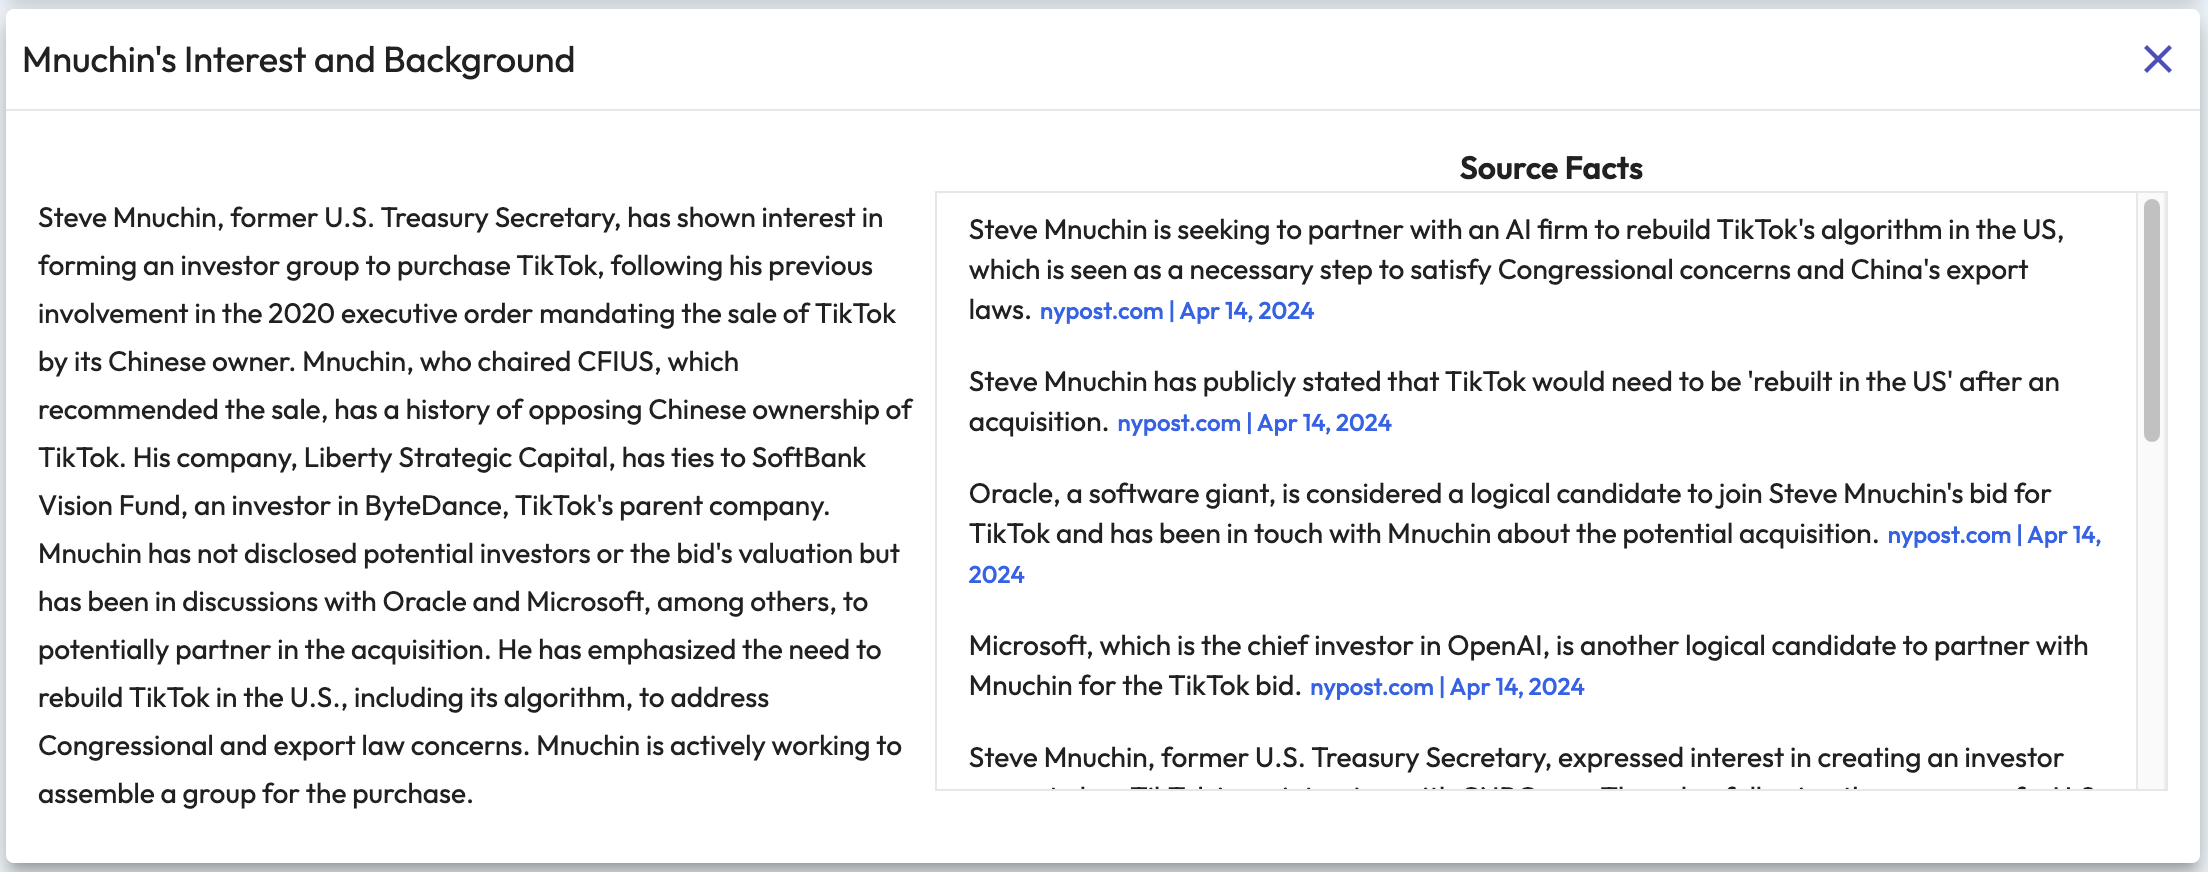 Mnuchin's Interest and Background
Steve Mnuchin, former U.S. Treasury Secretary, has shown interest in
forming an investor group to purchase TikTok, following his previous
involvement in the 2020 executive order mandating the sale of TikTok
by its Chinese owner. Mnuchin, who chaired CFIUS, which
recommended the sale, has a history of opposing Chinese ownership of
TikTok. His company, Liberty Strategic Capital, has ties to SoftBank
Vision Fund, an investor in ByteDance, TikTok's parent company.
Mnuchin has not disclosed potential investors or the bid's valuation but
has been in discussions with Oracle and Microsoft, among others, to
potentially partner in the acquisition. He has emphasized the need to
rebuild TikTok in the U.S., including its algorithm, to address
Congressional and export law concerns. Mnuchin is actively working to
assemble a group for the purchase.
Source Facts
Steve Mnuchin is seeking to partner with an AI firm to rebuild TikTok's algorithm in the US,
which is seen as a necessary step to satisfy Congressional concerns and China's export
laws. nypost.com | Apr 14, 2024
Steve Mnuchin has publicly stated that TikTok would need to be 'rebuilt in the US' after an
acquisition. nypost.com | Apr 14, 2024
Oracle, a software giant, is considered a logical candidate to join Steve Mnuchin's bid for
TikTok and has been in touch with Mnuchin about the potential acquisition. nypost.com | Apr 14,
2024
Microsoft, which is the chief investor in OpenAI, is another logical candidate to partner with
Mnuchin for the TikTok bid. nypost.com | Apr 14, 2024
Steve Mnuchin, former U.S. Treasury Secretary, expressed interest in creating an investor